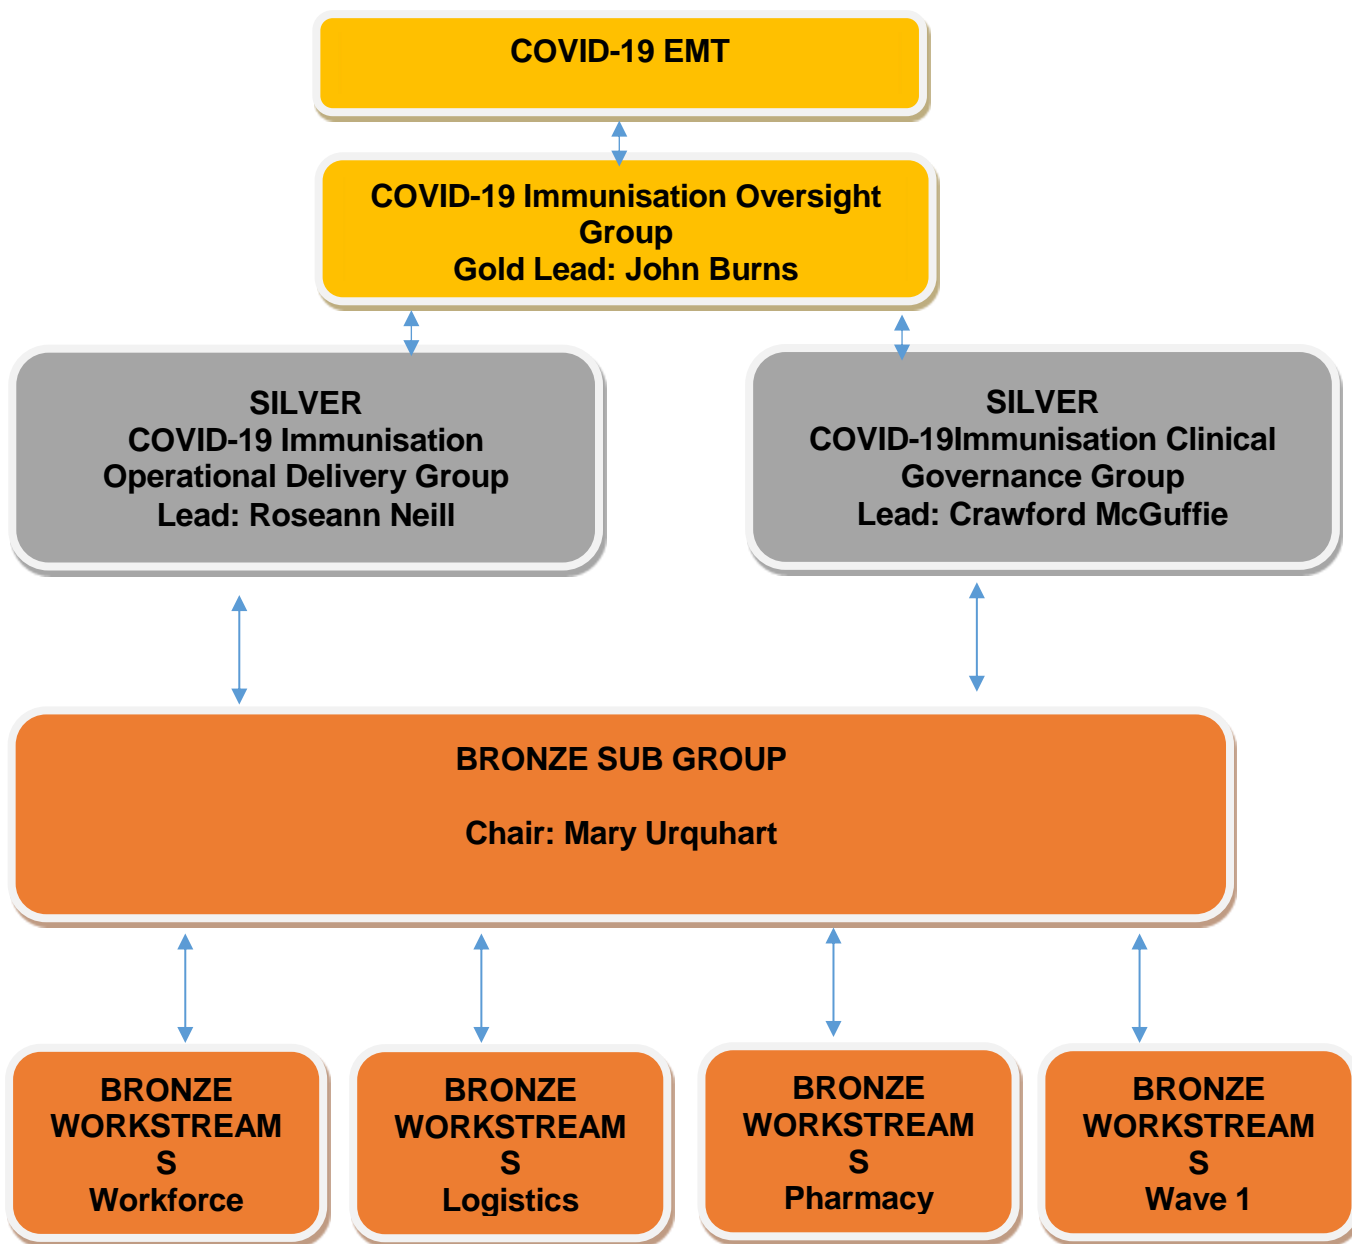 COVID-19 EMT
COVID-19 Immunisation Oversight
Group
Gold Lead: John Burns
SILVER
COVID-19 Immunisation
Operational Delivery Group
Lead: Roseann Neill
SILVER
COVID-19Immunisation Clinical
Governance Group
Lead: Crawford McGuffie
BRONZE SUB GROUP
Chair: Mary Urquhart
BRONZE
WORKSTREAM
S
Workforce
BRONZE
WORKSTREAM
S
Logistics
BRONZE
WORKSTREAM
S
Pharmacy
BRONZE
WORKSTREAM
S
Wave 1